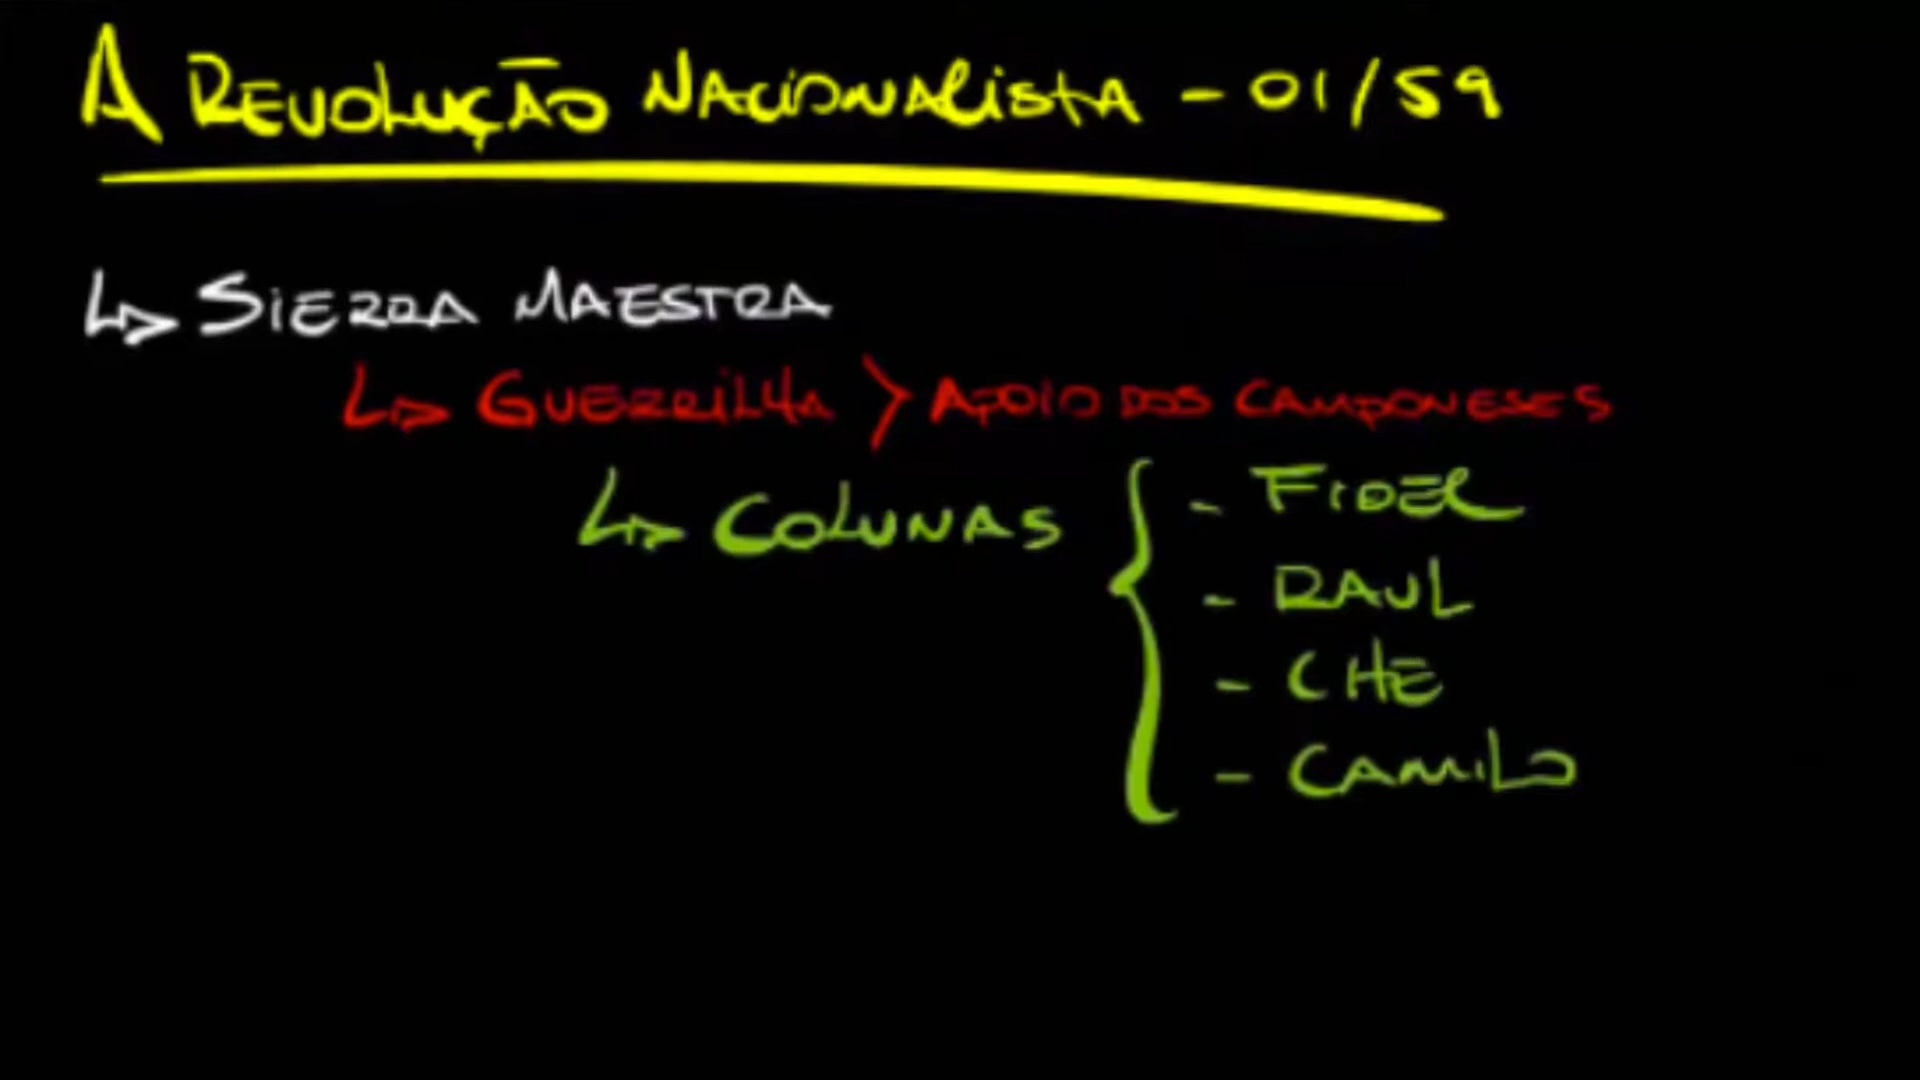 A REVOLUÇÃO NACIONALISTA - 01/59
↳ SIERRA MAESTRA
↳ GUERRILHA > APOIO DOS CAMPONESES
↳ COLUNAS { - FIDEL
- RAUL
- CHE
- CAMILO